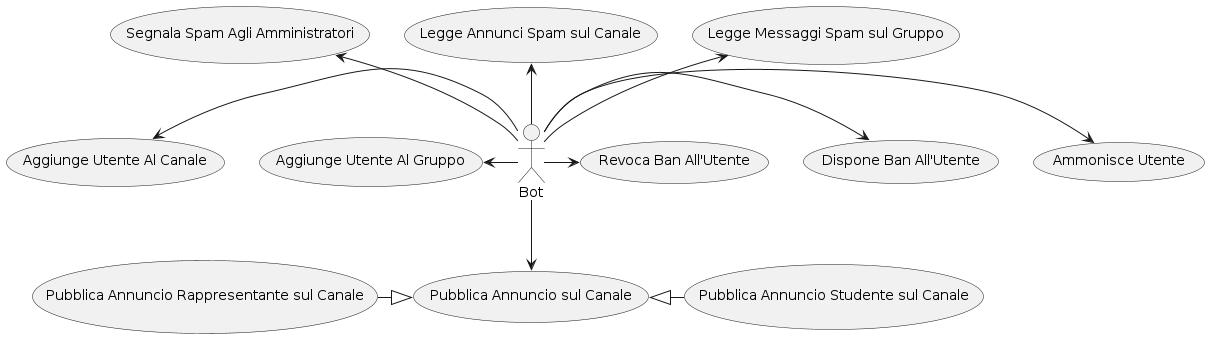 Segnala Spam Agli Amministratori
Legge Annunci Spam sul Canale
Legge Messaggi Spam sul Gruppo
Aggiunge Utente Al Canale
Aggiunge Utente Al Gruppo
Revoca Ban All'Utente
Dispone Ban All'Utente
Ammonisce Utente
Bot
Pubblica Annuncio Rappresentante sul Canale
Pubblica Annuncio sul Canale
Pubblica Annuncio Studente sul Canale